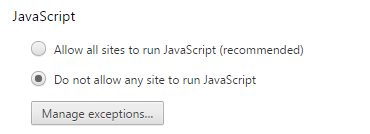 JavaScript
Allow all sites to run JavaScript (recommended)
Do not allow any site to run JavaScript
Manage exceptions...